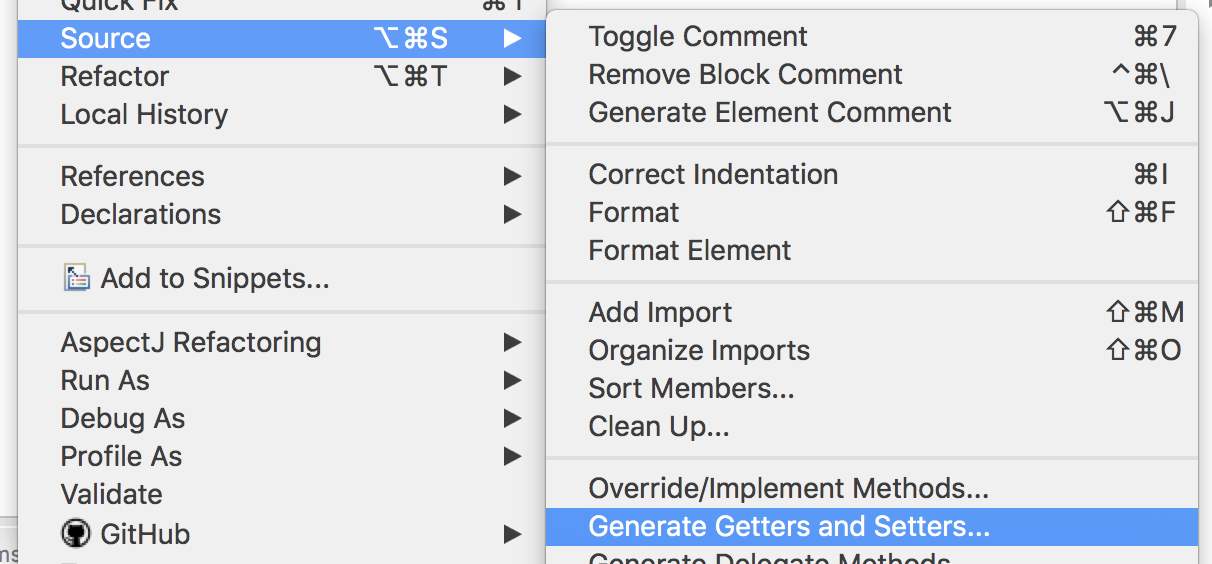 Quick Fix ⌘1
Source ⌥⌘S
Refactor ⌥⌘T
Local History
References
Declarations
Add to Snippets...
AspectJ Refactoring
Run As
Debug As
Profile As
Validate
GitHub
Toggle Comment ⌘7
Remove Block Comment ^⌘\
Generate Element Comment ⌥⌘J
Correct Indentation ⌘I
Format ⇧⌘F
Format Element
Add Import ⇧⌘M
Organize Imports ⇧⌘O
Sort Members...
Clean Up...
Override/Implement Methods...
Generate Getters and Setters...
Generate Delegate Methods
ms